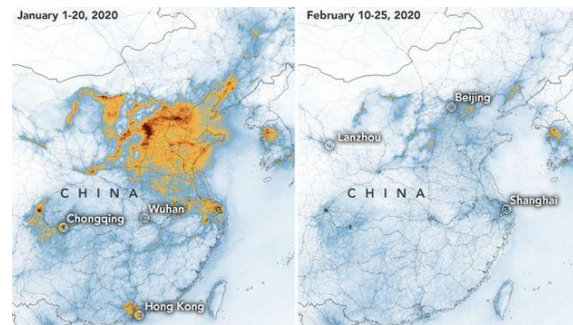 January 1-20, 2020
CHINA
Chongqing
Wuhan
Hong Kong
February 10-25, 2020
Beijing
Lanzhou
CHINA
Shanghai